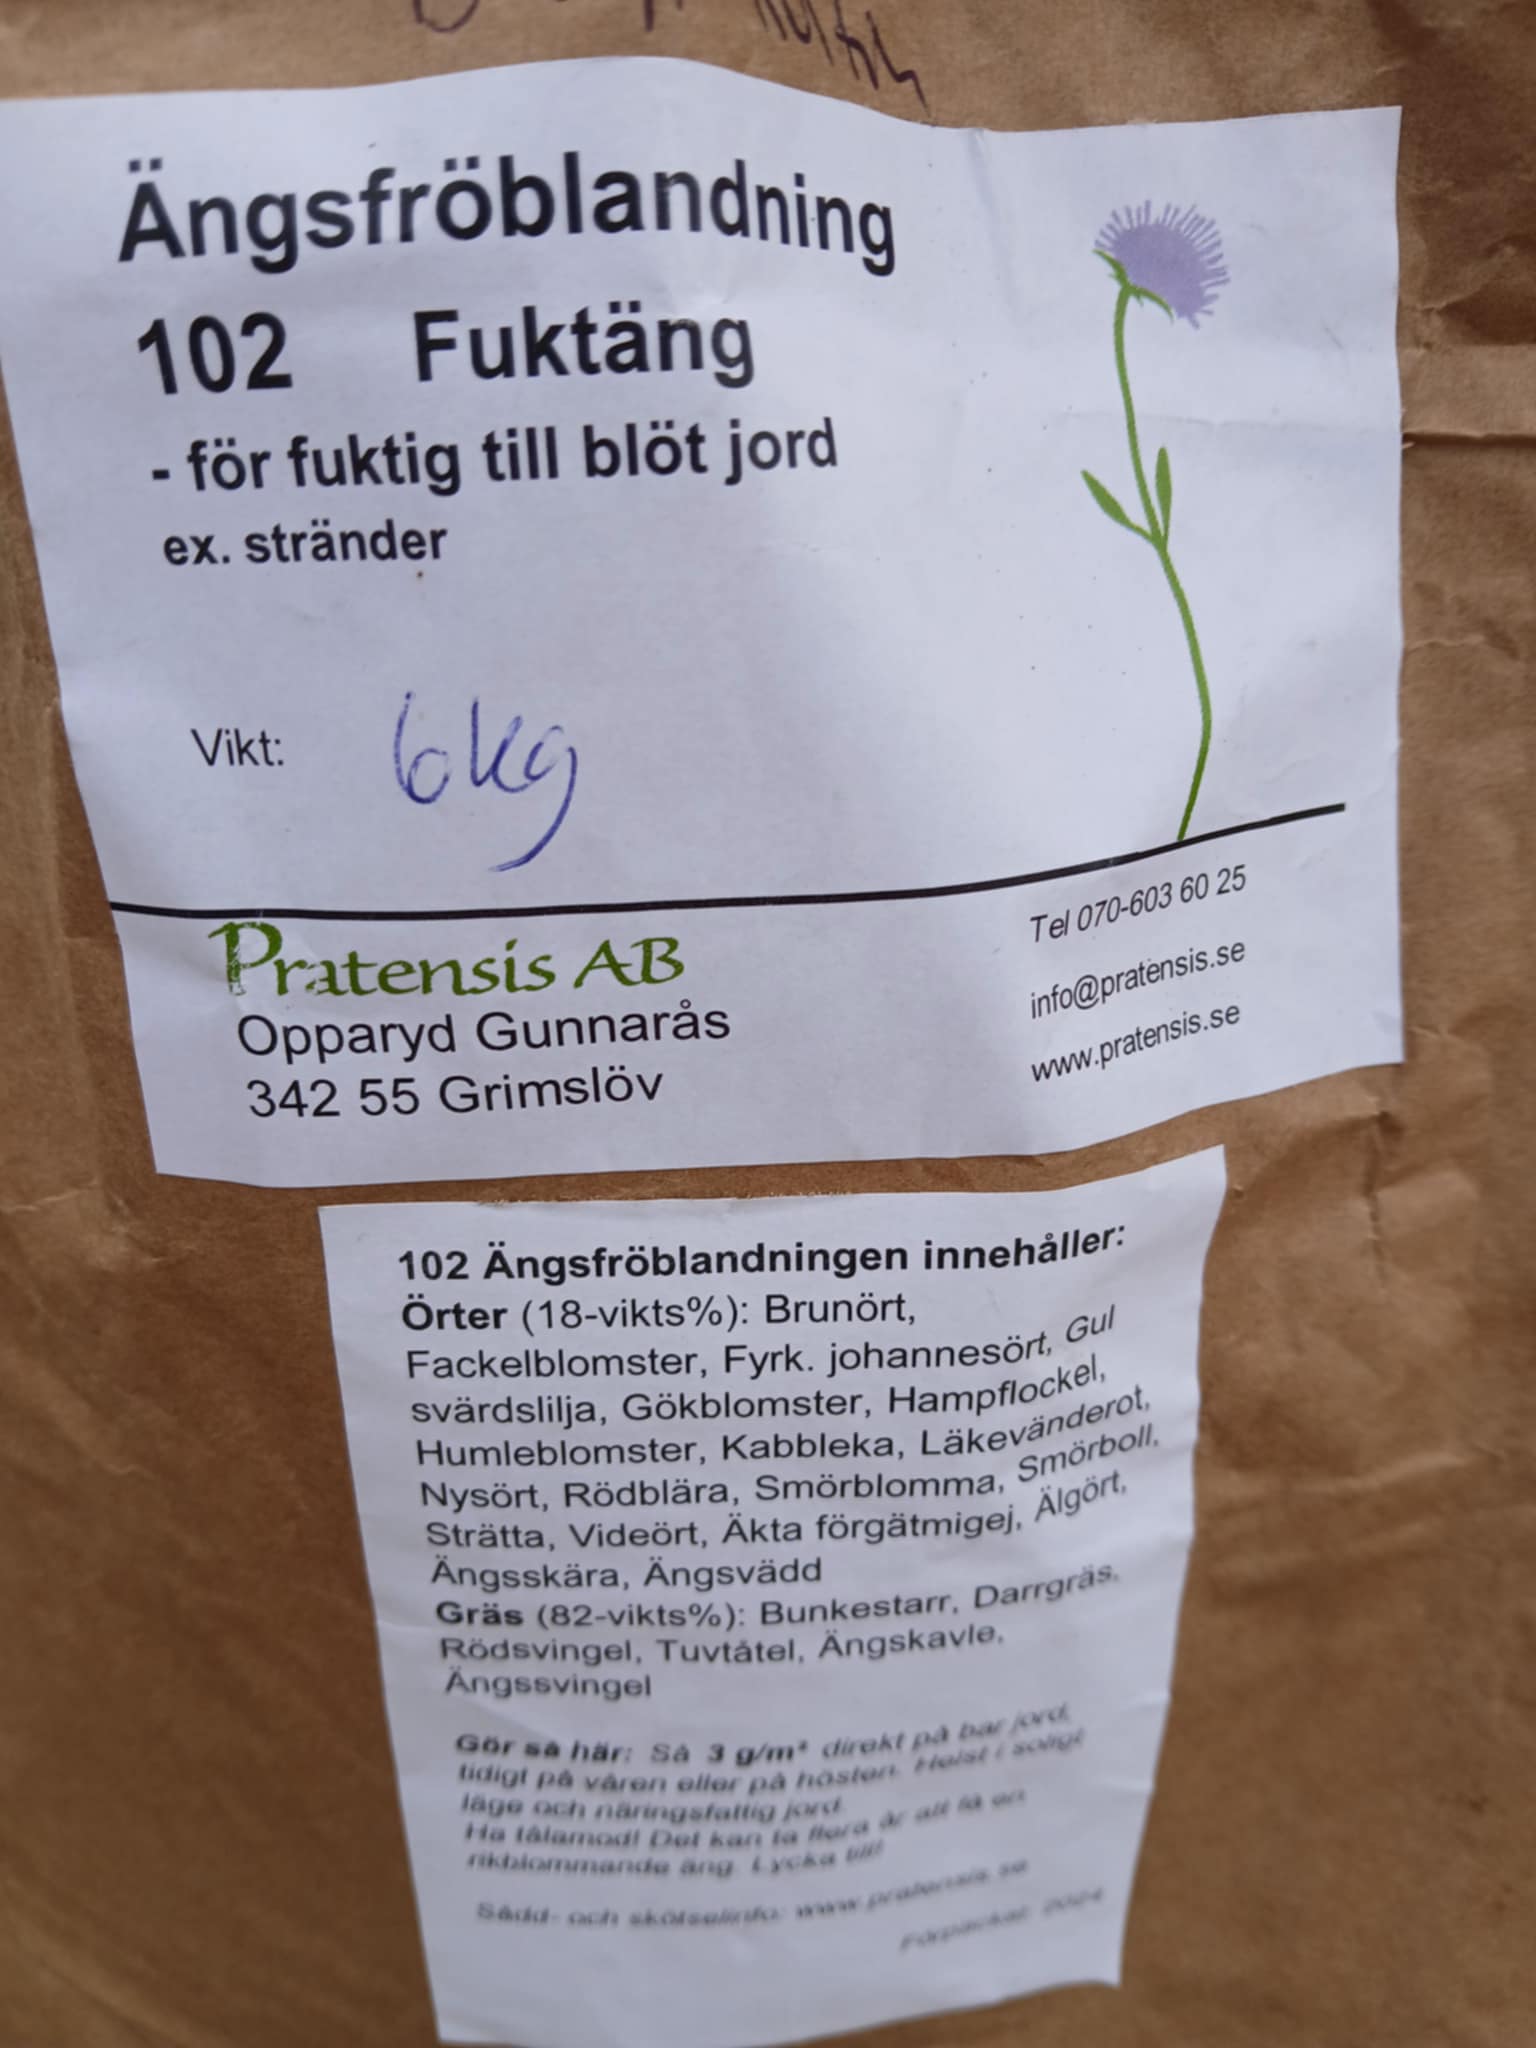 Ängsfröblandning
102 Fuktäng
- för fuktig till blöt jord
ex. stränder
Vikt: 6kg
Pratensis AB
Opparyd Gunnarås
342 55 Grimslöv
Tel 070-603 60 25
info@pratensis.se
www.pratensis.se
102 Ängsfröblandningen innehåller:
Örter (18-vikts%): Brunört,
Fackelblomster, Fyrk. johannesört, Gul
svärdslilja, Gökblomster, Hampflockel,
Humleblomster, Kabbleka, Läkevänderot,
Nysört, Rödblära, Smörblomma, Smörboll,
Strätta, Videört, Äkta förgätmigej, Älgört,
Ängsskära, Ängsvädd
Gräs (82-vikts%): Bunkestarr, Darrgräs,
Rödsvingel, Tuvtåtel, Ängskavle,
Ängssvingel
Gör så här: Så 3 g/m² direkt på bar jord,
tidigt på våren eller på hösten. Helst i soligt
läge och näringsfattig jord.
Ha tålamod! Det kan ta flera år att få en
rikblommande äng. Lycka till!
Sådd- och skötselinfo: www.pratensis.se
Förpackat: 2024